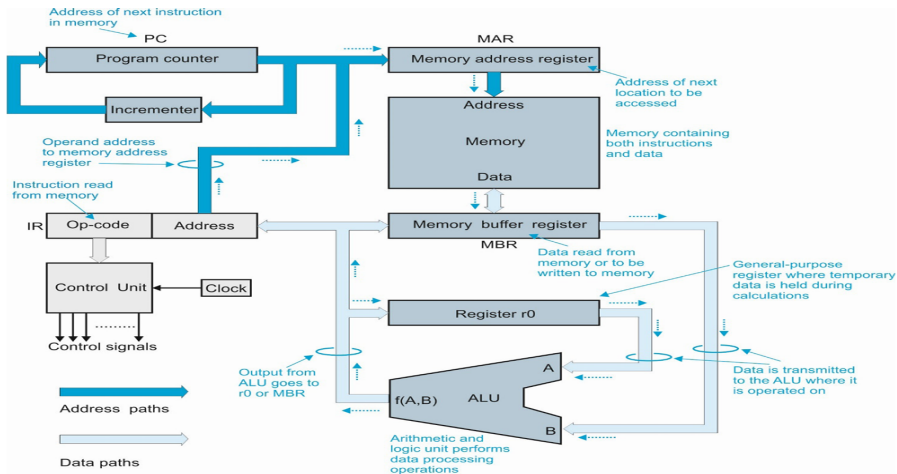 Address of next instruction
in memory
PC
Program counter
Incrementer
MAR
Memory address register
Address of next
location to be
accessed
Address
Memory
Data
Memory containing
both instructions
and data
Operand address
to memory address
register
Instruction read
from memory
IR
Op-code
Address
Memory buffer register
MBR
Data read from
memory or to be
written to memory
General-purpose
register where temporary
data is held during
calculations
Control Unit
Clock
Control signals
Register r0
Output from
ALU goes to
r0 or MBR
A
f(A,B)
ALU
B
Data is transmitted
to the ALU where it
is operated on
Address paths
Data paths
Arithmetic and
logic unit performs
data processing
operations